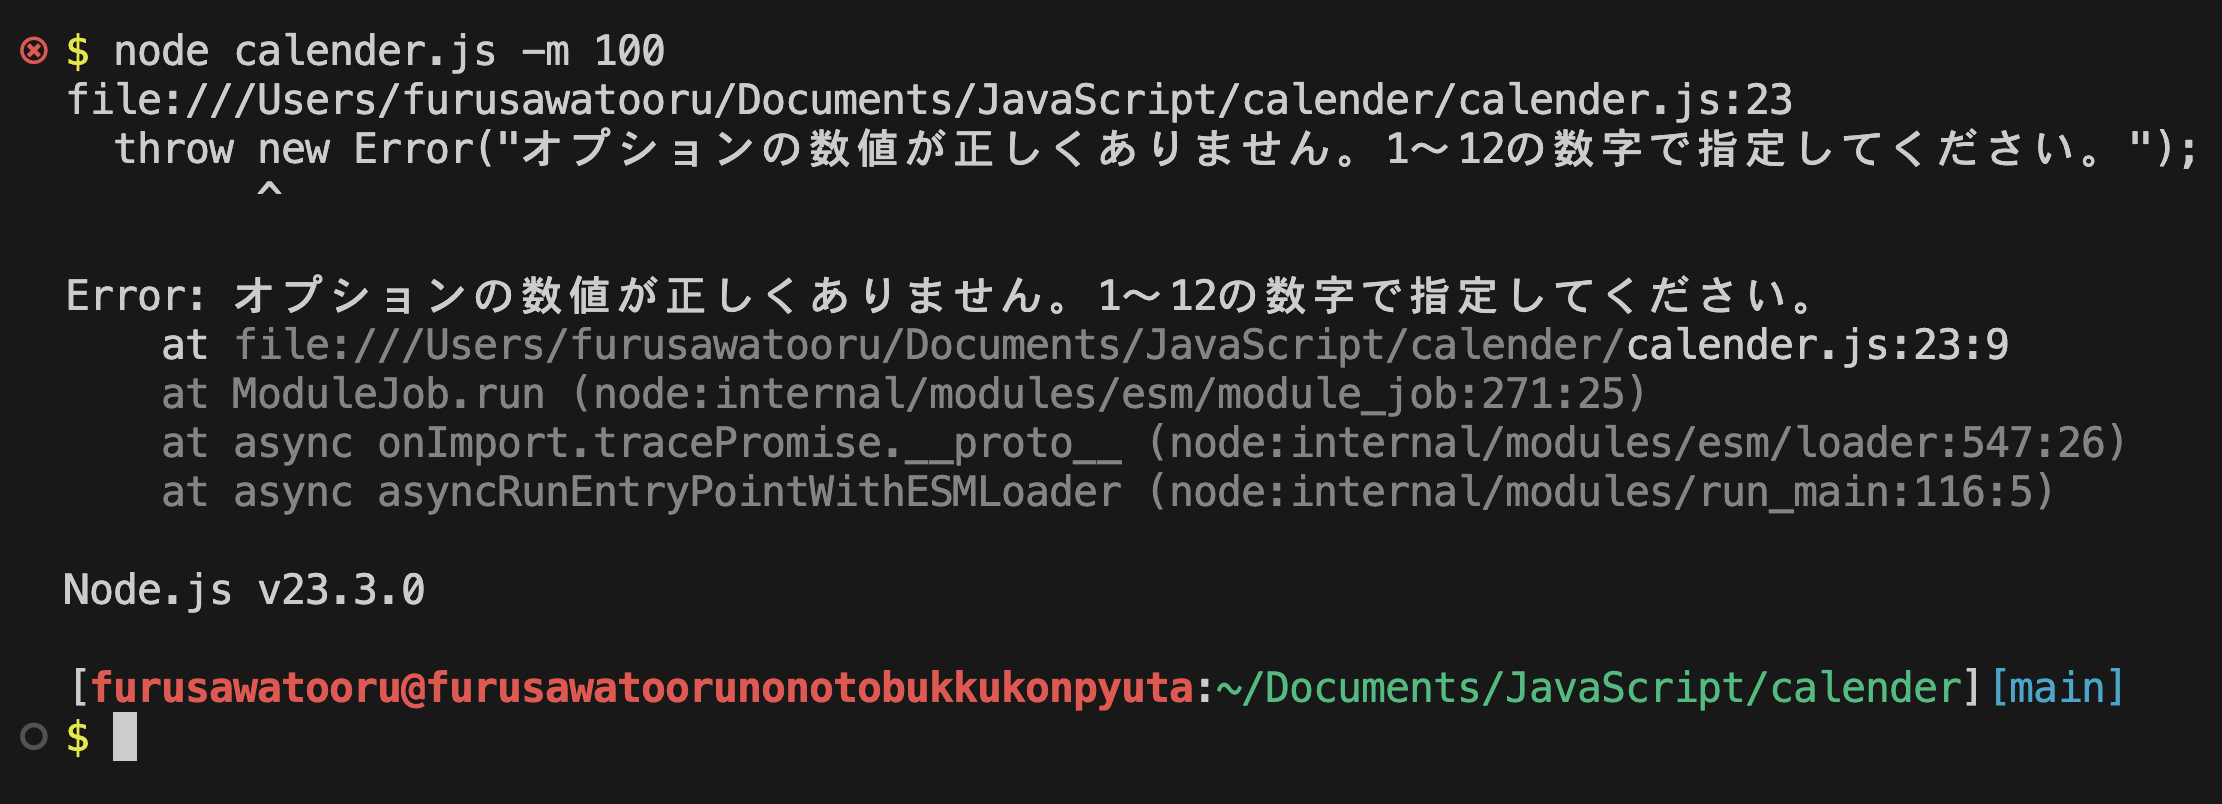 $ node calender.js -m 100
file:///Users/furusawatooru/Documents/JavaScript/calender/calender.js:23
  throw new Error("オプションの数値が正しくありません。1〜12の数字で指定してください。");
        ^

Error: オプションの数値が正しくありません。1〜12の数字で指定してください。
    at file:///Users/furusawatooru/Documents/JavaScript/calender/calender.js:23:9
    at ModuleJob.run (node:internal/modules/esm/module_job:271:25)
    at async onImport.tracePromise.__proto__ (node:internal/modules/esm/loader:547:26)
    at async asyncRunEntryPointWithESMLoader (node:internal/modules/run_main:116:5)

Node.js v23.3.0

[furusawatooru@furusawatoorunonotobukkukonpyuta:~/Documents/JavaScript/calender][main]
$